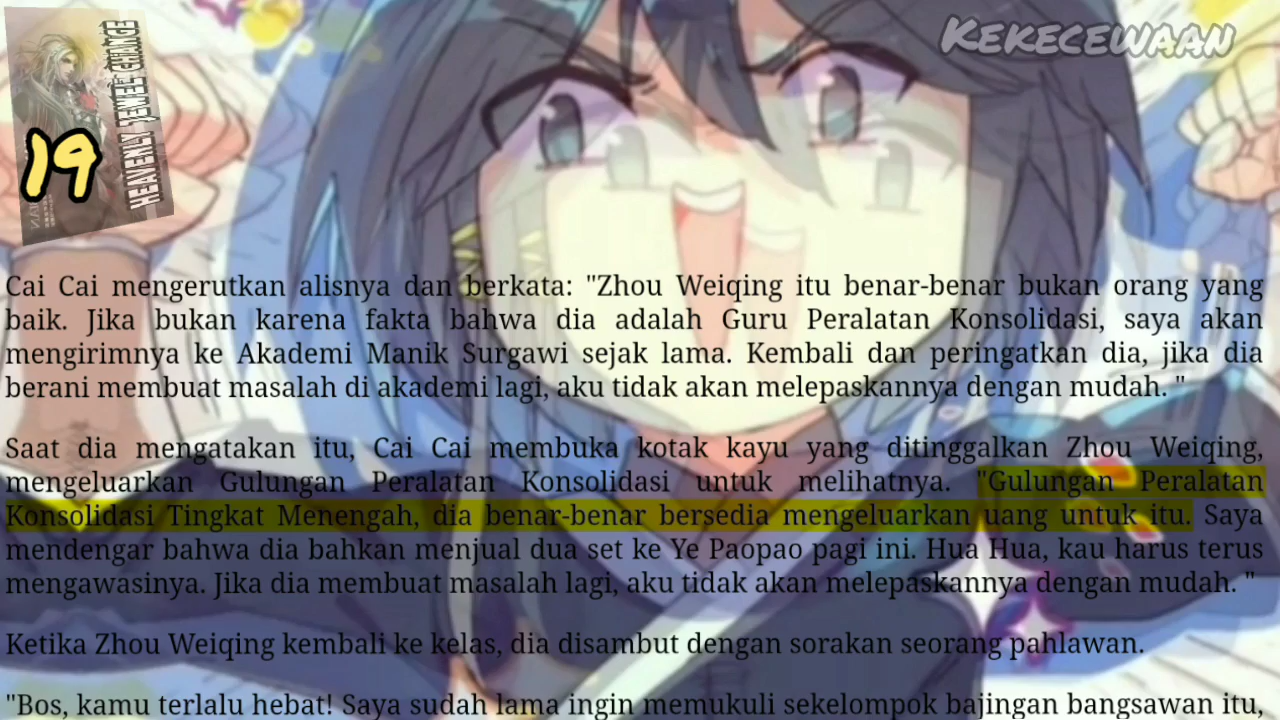 Kekecewaan
HEAVENLY JEWEL CHANGE
19
Cai Cai mengerutkan alisnya dan berkata: "Zhou Weiqing itu benar-benar bukan orang yang
baik. Jika bukan karena fakta bahwa dia adalah Guru Peralatan Konsolidasi, saya akan
mengirimnya ke Akademi Manik Surgawi sejak lama. Kembali dan peringatkan dia, jika dia
berani membuat masalah di akademi lagi, aku tidak akan melepaskannya dengan mudah. "
Saat dia mengatakan itu, Cai Cai membuka kotak kayu yang ditinggalkan Zhou Weiqing,
mengeluarkan Gulungan Peralatan Konsolidasi untuk melihatnya. "Gulungan Peralatan
Konsolidasi Tingkat Menengah, dia benar-benar bersedia mengeluarkan uang untuk itu. Saya
mendengar bahwa dia bahkan menjual dua set ke Ye Paopao pagi ini. Hua Hua, kau harus terus
mengawasinya. Jika dia membuat masalah lagi, aku tidak akan melepaskannya dengan mudah. "
Ketika Zhou Weiqing kembali ke kelas, dia disambut dengan sorakan seorang pahlawan.
"Bos, kamu terlalu hebat! Saya sudah lama ingin memukuli sekelompok bajingan bangsawan itu,